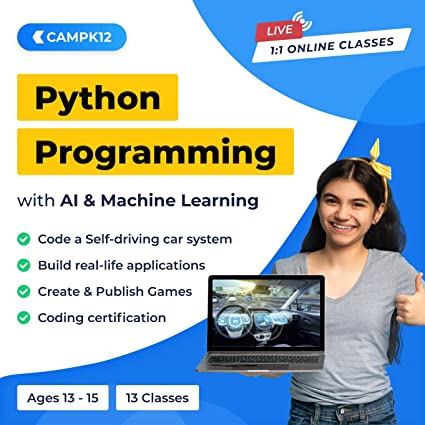 CAMPK12
LIVE
1:1 ONLINE CLASSES
Python
Programming
with AI & Machine Learning
Code a Self-driving car system
Build real-life applications
Create & Publish Games
Coding certification
Ages 13 - 15
13 Classes